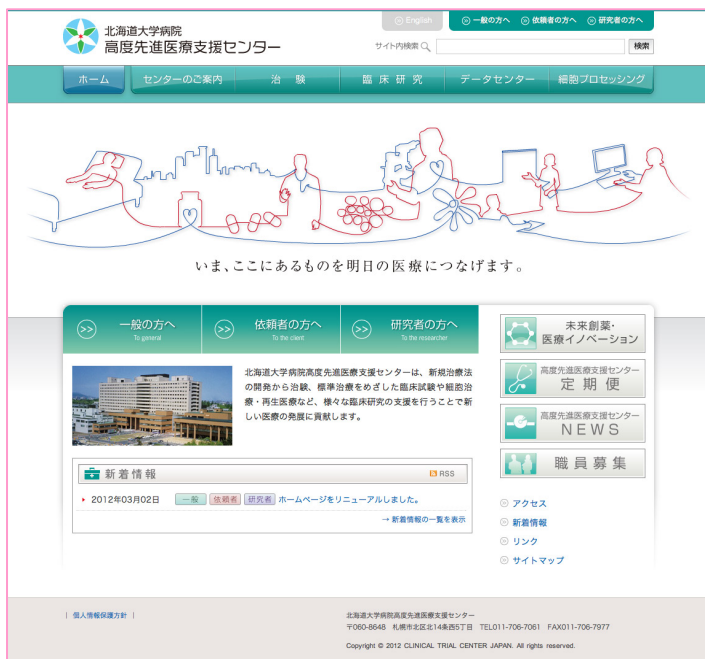 北海道大学病院
高度先進医療支援センター
English
一般の方へ 依頼者の方へ 研究者の方へ
サイト内検索 検索
ホーム センターのご案内 治験 臨床研究 データセンター 細胞プロセッシング
いま、ここにあるものを明日の医療につなげます。
一般の方へ 依頼者の方へ 研究者の方へ
To general To the client To the researcher
北海道大学病院高度先進医療支援センターは、新規治療法
の開発から治験、標準治療をめざした臨床試験や細胞治
療・再生医療など、様々な臨床研究の支援を行うことで新
しい医療の発展に貢献します。
新着情報 RSS
2012年03月02日 一般 依頼者 研究者 ホームページをリニューアルしました。
→ 新着情報の一覧を表示
未来創薬・
医療イノベーション
高度先進医療支援センター
定期便
高度先進医療支援センター
NEWS
職員募集
アクセス
新着情報
リンク
サイトマップ
| 個人情報保護方針 |
北海道大学病院高度先進医療支援センター
〒060-8648 札幌市北区北14条西5丁目 TEL011-706-7061 FAX011-706-7977
Copyright © 2012 CLINICAL TRIAL CENTER JAPAN. All rights reserved.